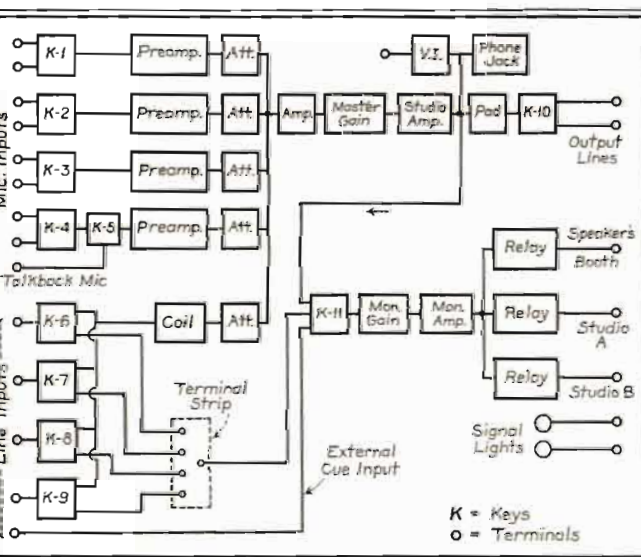 Mic. Inputs
K-1
Preamp.
Att.
V.I.
Phone
Jack
K-2
Preamp.
Att.
Amp.
Master
Gain
Studio
Amp.
Pad
K-10
Output
Lines
K-3
Preamp.
Att.
K-4
K-5
Preamp.
Att.
Talkback Mic
Relay
Speaker's
Booth
Line Inputs
K-6
Coil
Att.
K-11
Mon.
Gain
Mon.
Amp.
Relay
Studio
A
K-7
Terminal
Strip
Relay
Studio B
K-8
External
Cue Input
Signal
Lights
K-9
K = Keys
o = Terminals